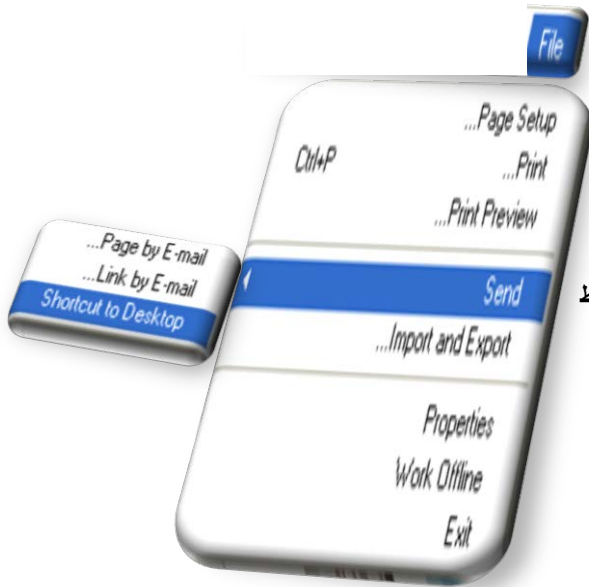 File
...Page Setup
...Print Ctrl+P
...Print Preview
Send
...Import and Export
Properties
Work Offline
Exit
...Page by E-mail
...Link by E-mail
Shortcut to Desktop